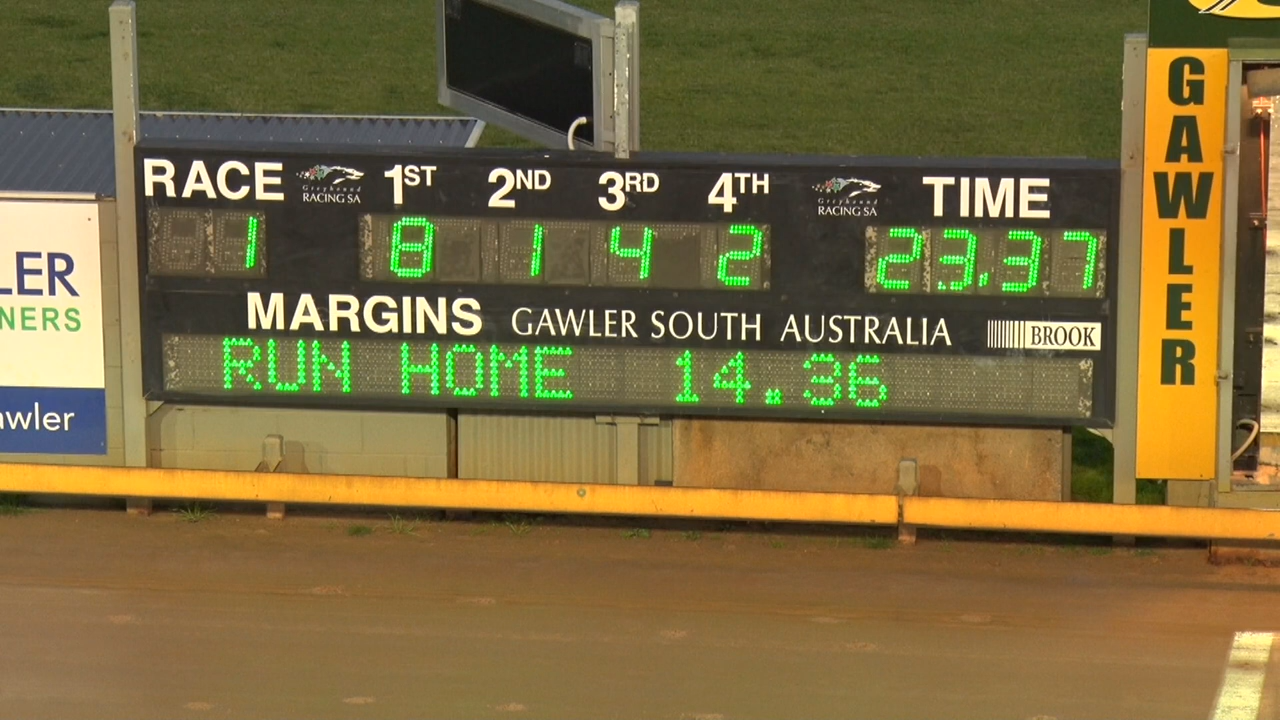 RACE Greyhound RACING SA 1ST 2ND 3RD 4TH Greyhound RACING SA TIME
1 8 1 4 2 23.37
MARGINS GAWLER SOUTH AUSTRALIA BROOK
RUN HOME 14.36
GAWLER
LER
NERS
awler